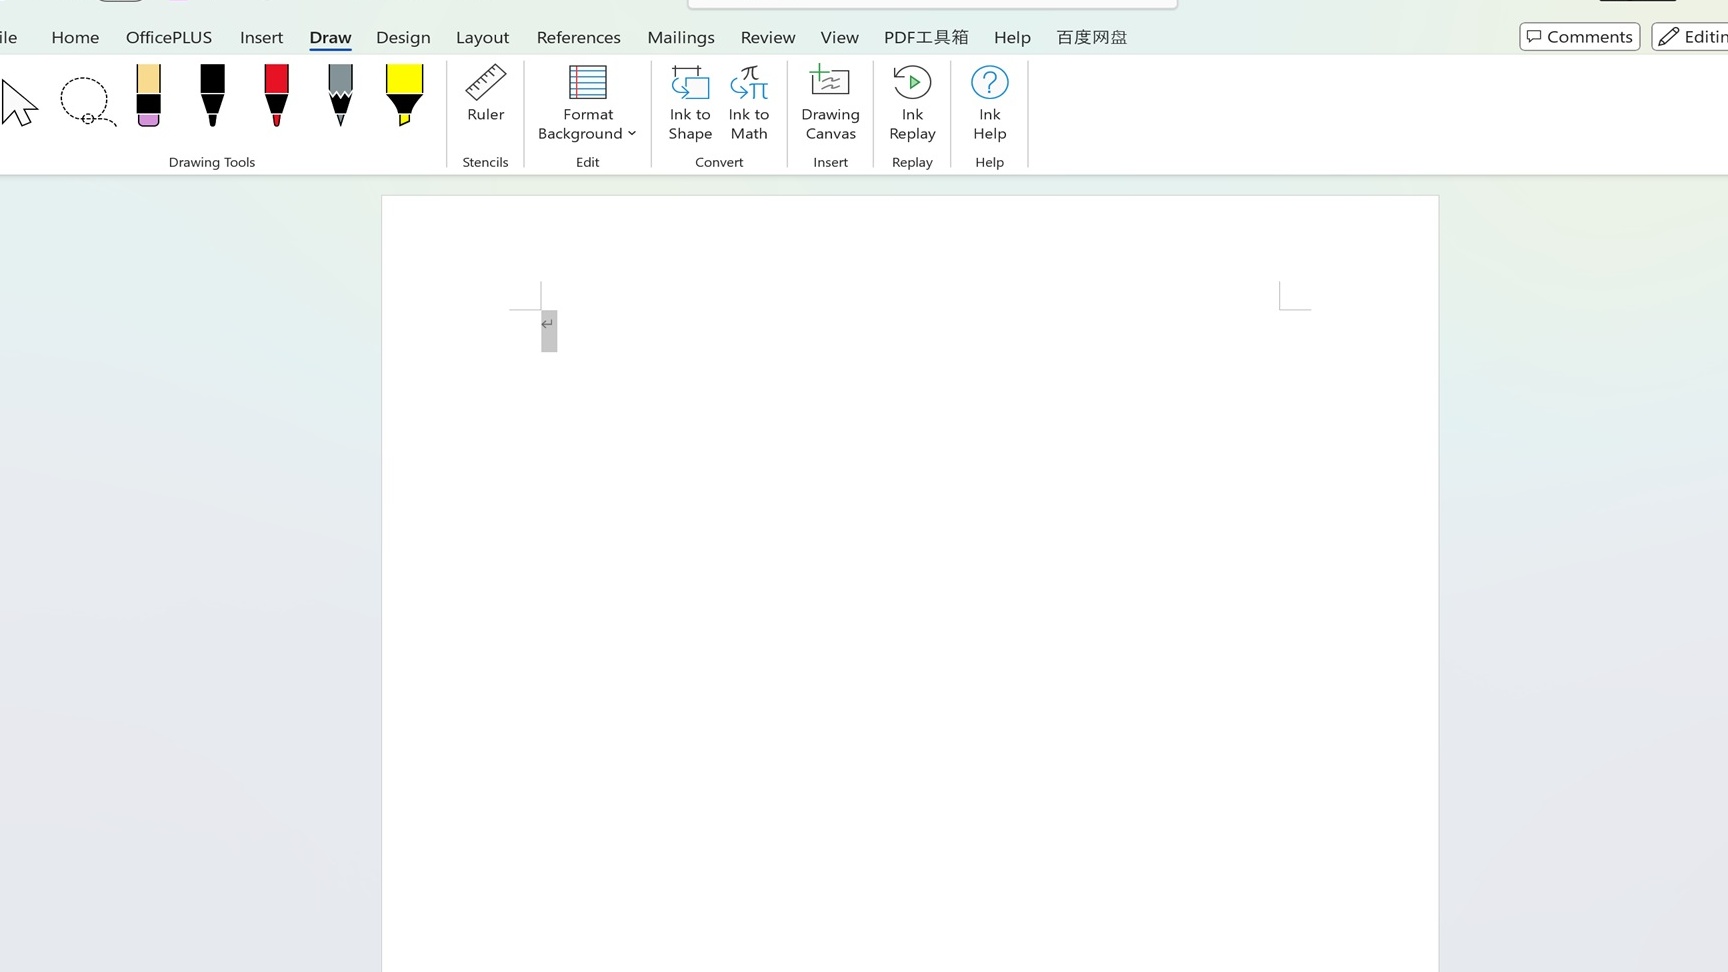 ile Home OfficePLUS Insert Draw Design Layout References Mailings Review View PDF工具箱 Help 百度网盘 Comments Editin
Ruler Format Background Ink to Shape Ink to Math Drawing Canvas Ink Replay Ink Help
Drawing Tools Stencils Edit Convert Insert Replay Help